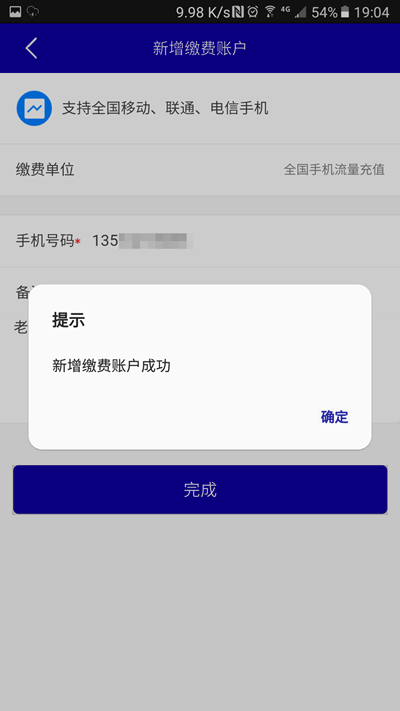 9.98 K/s 4G 54% 19:04
新增缴费账户
支持全国移动、联通、电信手机
缴费单位 全国手机流量充值
手机号码* 135
备
老
提示
新增缴费账户成功
确定
完成